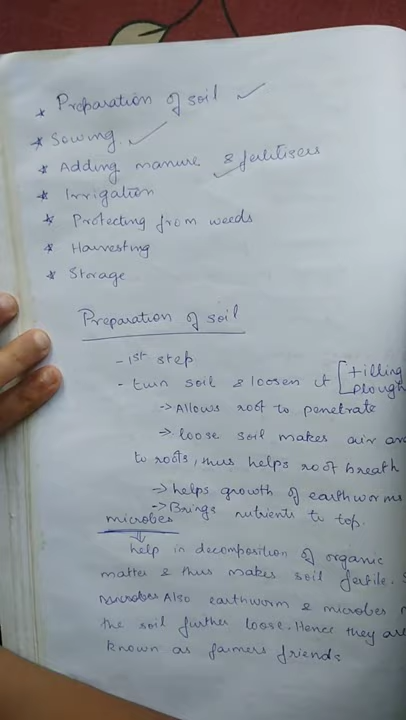 * Preparation of soil ✓
* Sowing. ✓
* Adding manure & fertilisers ✓
* Irrigation
* Protecting from weeds
* Harvesting
* Storage
Preparation of soil
- 1st step
- turn soil & loosen it [tilling
plough
-> Allows root to penetrate
-> loose soil makes air
to roots, thus helps root breath
-> helps growth of earthworms
-> Brings nutrients to top.
microbes
help in decomposition of organic
matter & thus makes soil fertile.
microbes Also earthworm & microbes
the soil further loose. Hence they are
known as farmers friends